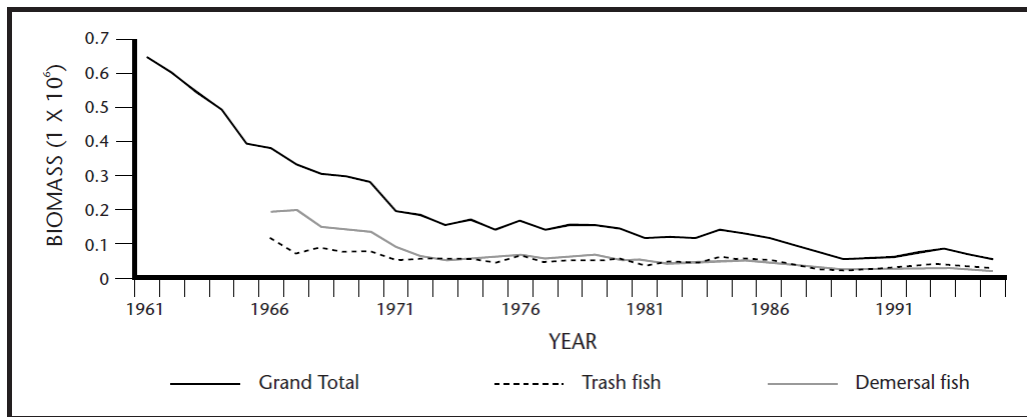 BIOMASS (1 X 10⁶)
0.7
0.6
0.5
0.4
0.3
0.2
0.1
0
1961 1966 1971 1976 1981 1986 1991
YEAR
Grand Total Trash fish Demersal fish